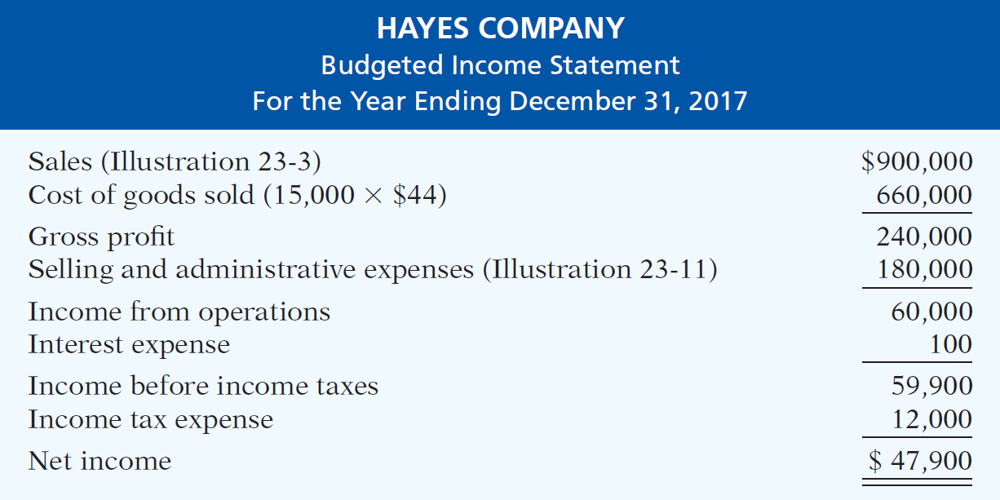 HAYES COMPANY
Budgeted Income Statement
For the Year Ending December 31, 2017
Sales (Illustration 23-3) $900,000
Cost of goods sold (15,000 × $44) 660,000
Gross profit 240,000
Selling and administrative expenses (Illustration 23-11) 180,000
Income from operations 60,000
Interest expense 100
Income before income taxes 59,900
Income tax expense 12,000
Net income $ 47,900